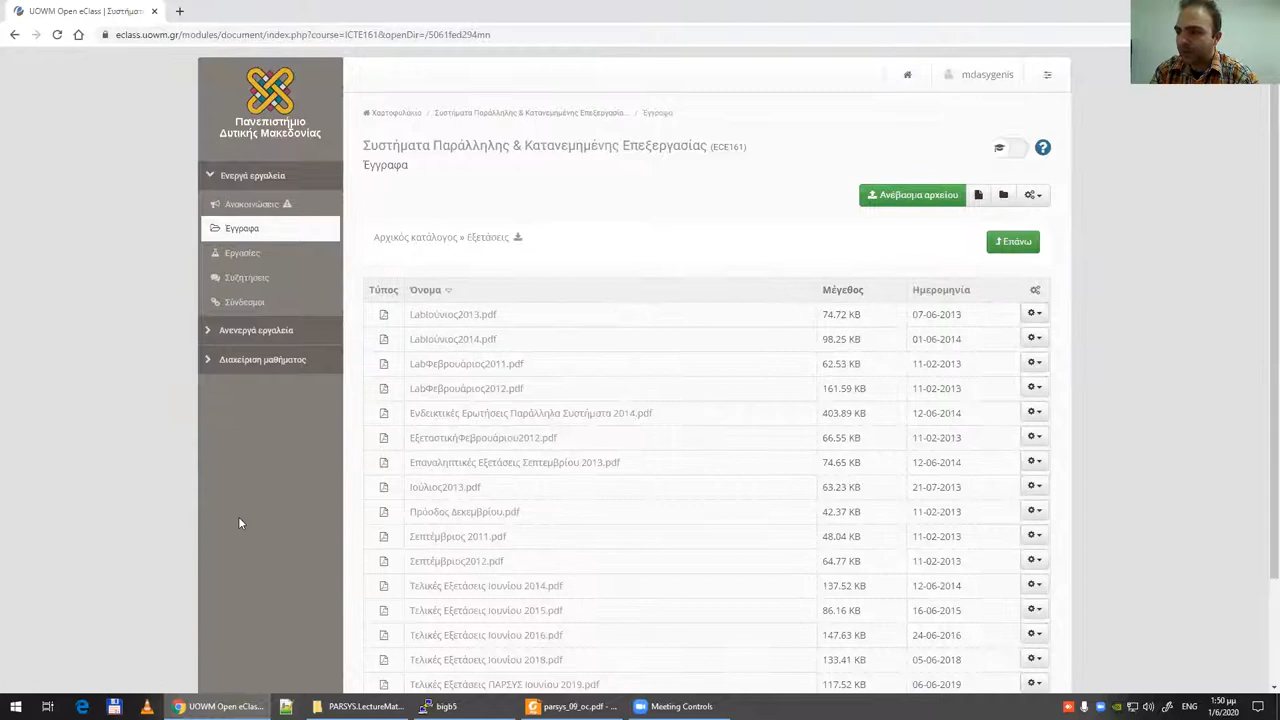 UOWM Open eClass | Συστήματ
eclass.uowm.gr/modules/document/index.php?course=ICTE161&openDir=/5061fed294mn
Πανεπιστήμιο
Δυτικής Μακεδονίας
mdasygenis
Χαρτοφυλάκιο / Συστήματα Παράλληλης & Κατανεμημένης Επεξεργασία... / Έγγραφα
Συστήματα Παράλληλης & Κατανεμημένης Επεξεργασίας (ECE161)
Έγγραφα
Ενεργά εργαλεία
Ανακοινώσεις
Έγγραφα
Εργασίες
Συζητήσεις
Σύνδεσμοι
Ανενεργά εργαλεία
Διαχείριση μαθήματος
Ανέβασμα αρχείου
Αρχικός κατάλογος » εξετάσεις
Επάνω
Τύπος Όνομα Μέγεθος Ημερομηνία
LabΙούνιος2013.pdf 74.72 KB 07-06-2013
LabΙούνιος2014.pdf 98.25 KB 01-06-2014
LabΦεβρουάριος2011.pdf 62.53 KB 11-02-2013
LabΦεβρουάριος2012.pdf 161.59 KB 11-02-2013
Ενδεικτικές Ερωτήσεις Παράλληλα Συστήματα 2014.pdf 403.89 KB 12-06-2014
ΕξεταστικήΦεβρουάριου2012.pdf 66.55 KB 11-02-2013
Επαναληπτικές Εξετάσεις Σεπτεμβρίου 2013.pdf 74.65 KB 12-06-2014
Ιούλιος2013.pdf 63.23 KB 21-07-2013
Πρόοδος Δεκεμβρίου.pdf 42.37 KB 11-02-2013
Σεπτέμβριος 2011.pdf 48.04 KB 11-02-2013
Σεπτέμβριος2012.pdf 64.77 KB 11-02-2013
Τελικές Εξετάσεις Ιουνίου 2014.pdf 137.52 KB 12-06-2014
Τελικές Εξετάσεις Ιουνίου 2015.pdf 86.16 KB 16-06-2015
Τελικές Εξετάσεις Ιουνίου 2016.pdf 147.63 KB 24-06-2016
Τελικές Εξετάσεις Ιουνίου 2018.pdf 133.41 KB 05-06-2018
Τελικές Εξετάσεις ΠΑΡΣΥΣ Ιουνίου 2019.pdf 117.52 KB 06-06-2019
UOWM Open eClas...
PARSYS.LectureMat...
bigb5
parsys_09_oc.pdf - ...
Meeting Controls
ENG
1:50 μμ
1/6/2020